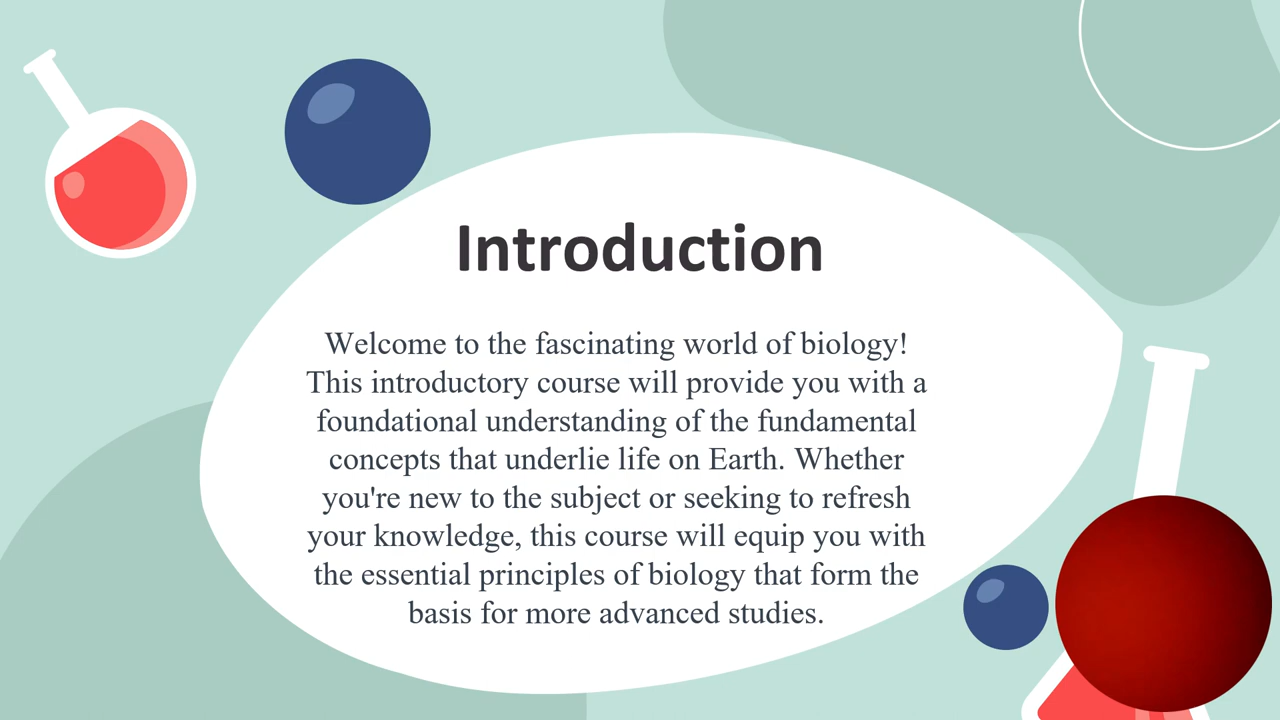 Introduction
Welcome to the fascinating world of biology!
This introductory course will provide you with a
foundational understanding of the fundamental
concepts that underlie life on Earth. Whether
you're new to the subject or seeking to refresh
your knowledge, this course will equip you with
the essential principles of biology that form the
basis for more advanced studies.